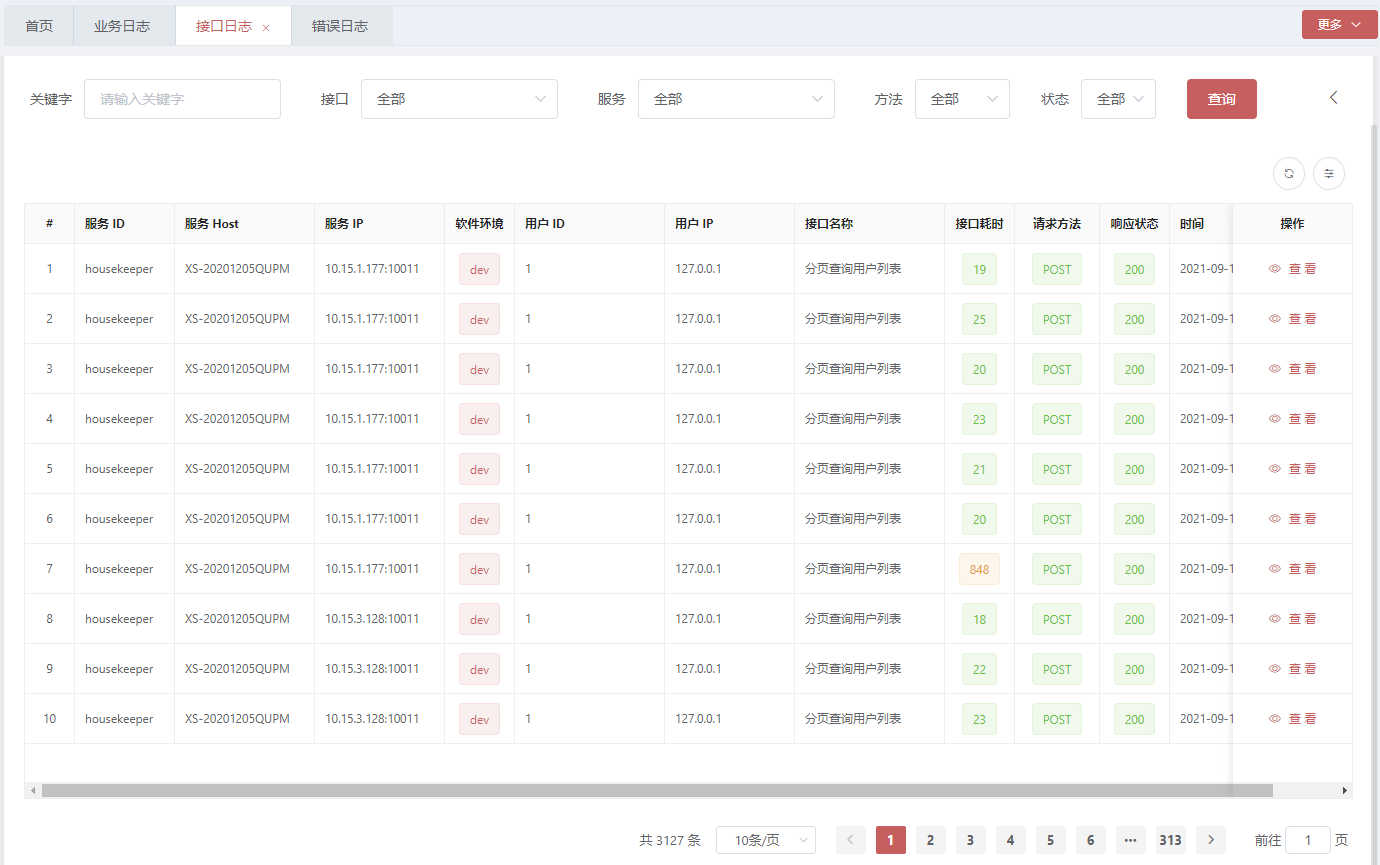 首页 业务日志 接口日志 × 错误日志 更多
关键字 请输入关键字 接口 全部 服务 全部 方法 全部 状态 全部 查询
# 服务 ID 服务 Host 服务 IP 软件环境 用户 ID 用户 IP 接口名称 接口耗时 请求方法 响应状态 时间 操作
1 housekeeper XS-20201205QUPM 10.15.1.177:10011 dev 1 127.0.0.1 分页查询用户列表 19 POST 200 2021-09-1 查看
2 housekeeper XS-20201205QUPM 10.15.1.177:10011 dev 1 127.0.0.1 分页查询用户列表 25 POST 200 2021-09-1 查看
3 housekeeper XS-20201205QUPM 10.15.1.177:10011 dev 1 127.0.0.1 分页查询用户列表 20 POST 200 2021-09-1 查看
4 housekeeper XS-20201205QUPM 10.15.1.177:10011 dev 1 127.0.0.1 分页查询用户列表 23 POST 200 2021-09-1 查看
5 housekeeper XS-20201205QUPM 10.15.1.177:10011 dev 1 127.0.0.1 分页查询用户列表 21 POST 200 2021-09-1 查看
6 housekeeper XS-20201205QUPM 10.15.1.177:10011 dev 1 127.0.0.1 分页查询用户列表 20 POST 200 2021-09-1 查看
7 housekeeper XS-20201205QUPM 10.15.1.177:10011 dev 1 127.0.0.1 分页查询用户列表 848 POST 200 2021-09-1 查看
8 housekeeper XS-20201205QUPM 10.15.3.128:10011 dev 1 127.0.0.1 分页查询用户列表 18 POST 200 2021-09-1 查看
9 housekeeper XS-20201205QUPM 10.15.3.128:10011 dev 1 127.0.0.1 分页查询用户列表 22 POST 200 2021-09-1 查看
10 housekeeper XS-20201205QUPM 10.15.3.128:10011 dev 1 127.0.0.1 分页查询用户列表 23 POST 200 2021-09-1 查看
共 3127 条 10条/页 1 2 3 4 5 6 ••• 313 前往 1 页